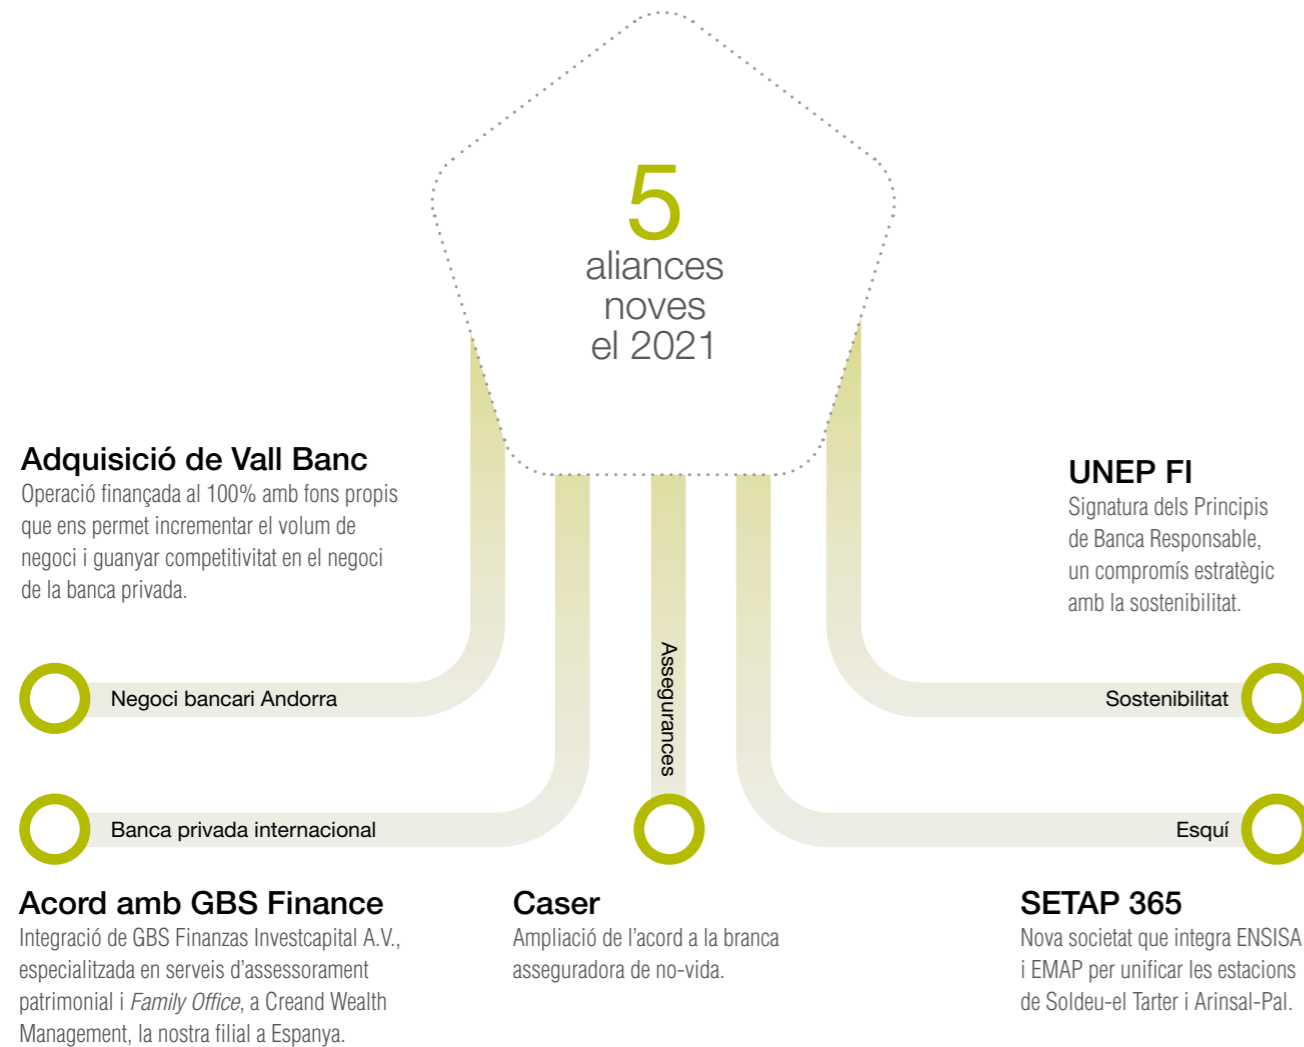 5
aliances
noves
el 2021
Adquisició de Vall Banc
Operació finançada al 100% amb fons propis
que ens permet incrementar el volum de
negoci i guanyar competitivitat en el negoci
de la banca privada.
Negoci bancari Andorra
Banca privada internacional
Acord amb GBS Finance
Integració de GBS Finanzas Investcapital A.V.,
especialitzada en serveis d’assessorament
patrimonial i Family Office, a Creand Wealth
Management, la nostra filial a Espanya.
Assegurances
Caser
Ampliació de l’acord a la branca
asseguradora de no-vida.
UNEP FI
Signatura dels Principis
de Banca Responsable,
un compromís estratègic
amb la sostenibilitat.
Sostenibilitat
Esquí
SETAP 365
Nova societat que integra ENSISA
i EMAP per unificar les estacions
de Soldeu-el Tarter i Arinsal-Pal.